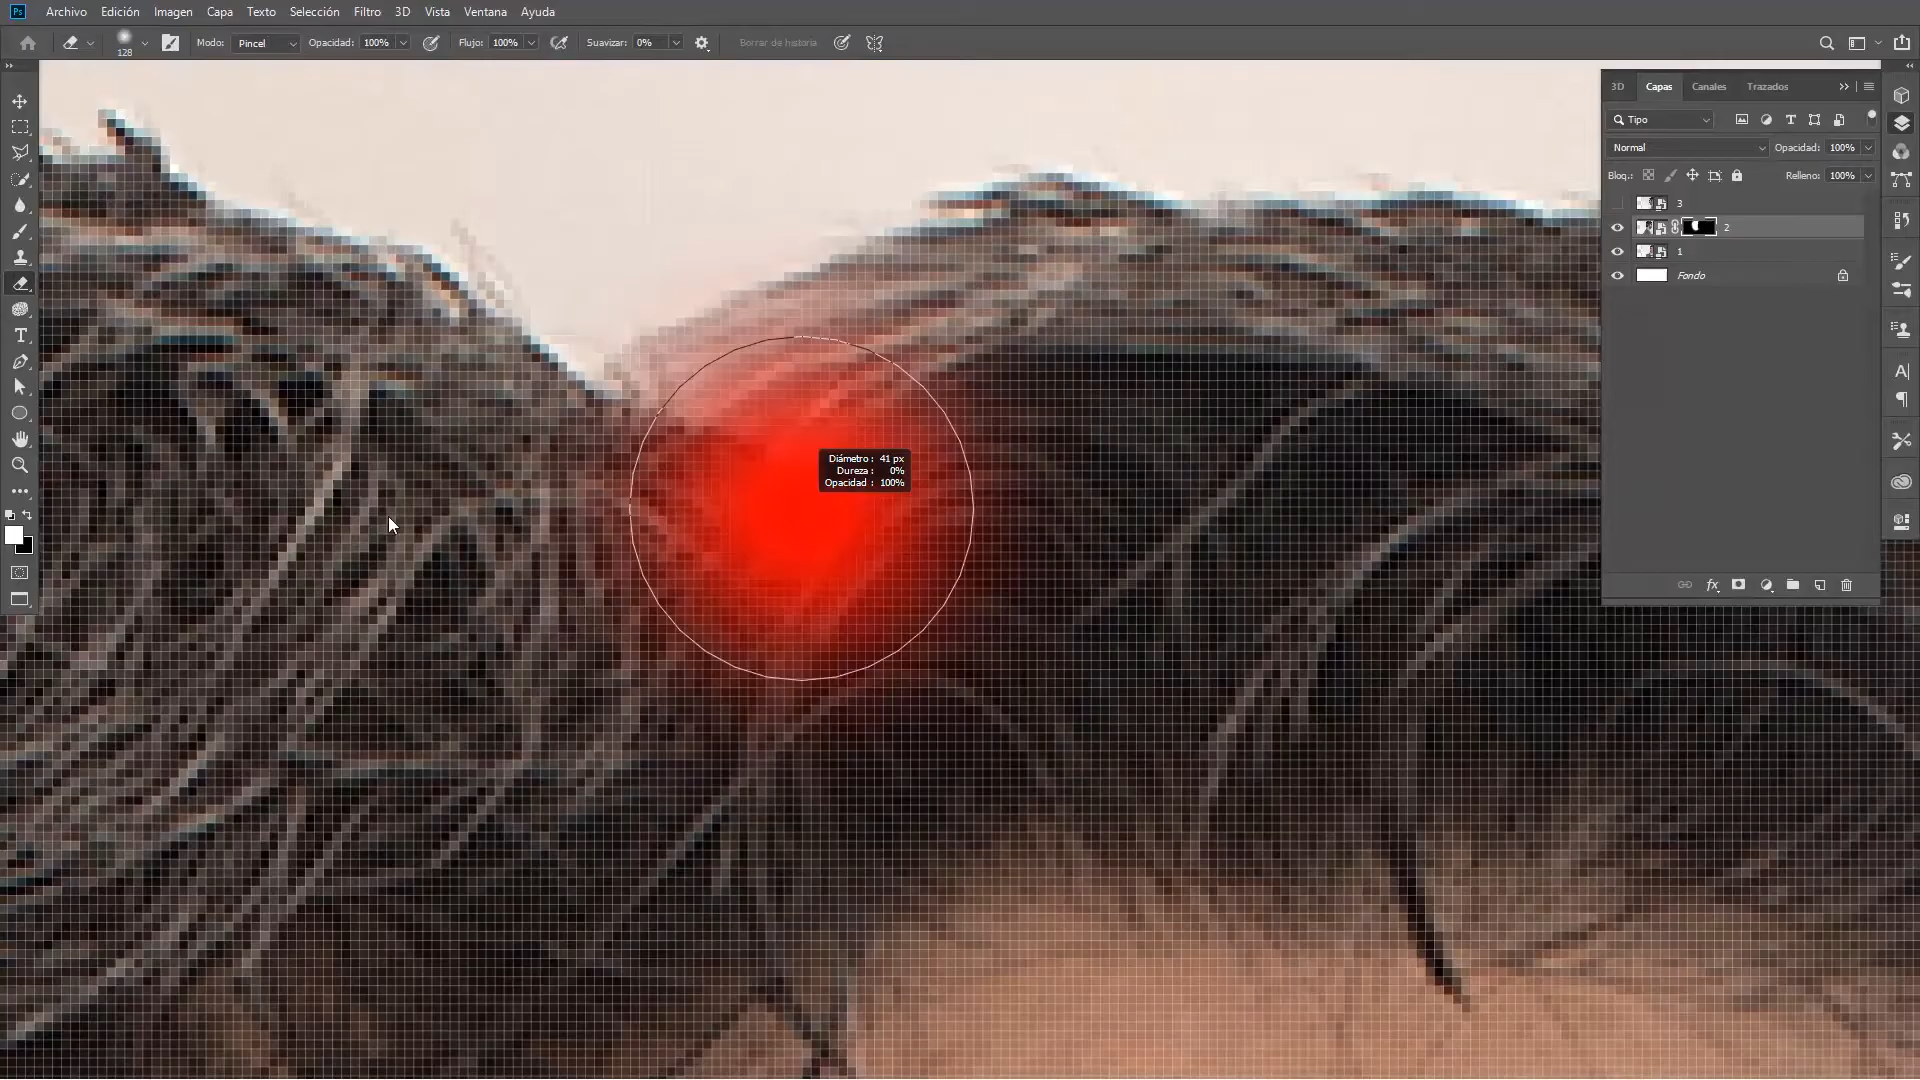 Ps Archivo Edición Imagen Capa Texto Selección Filtro 3D Vista Ventana Ayuda
128 Modo: Pincel Opacidad: 100% Flujo: 100% Suavizar: 0% Borrar de historia
3D Capas Canales Trazados
Tipo
Normal Opacidad: 100%
Bloq.: Relleno: 100%
3
2
1
Fondo
Diámetro : 41 px
Dureza : 0%
Opacidad : 100%
fx